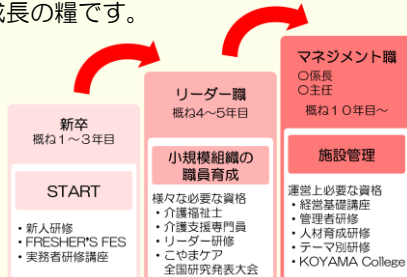 成長の糧です。
新卒
概ね1~3年目
START
・新人研修
・FRESHER'S FES
・実務者研修講座
リーダー職
概ね4~5年目
小規模組織の
職員育成
様々な必要な資格
・介護福祉士
・介護支援専門員
・リーダー研修
・こやまケア
全国研究発表大会
マネジメント職
○係長
○主任
概ね10年目~
施設管理
運営上必要な資格
・経営基礎講座
・管理者研修
・人材育成研修
・テーマ別研修
・KOYAMA College